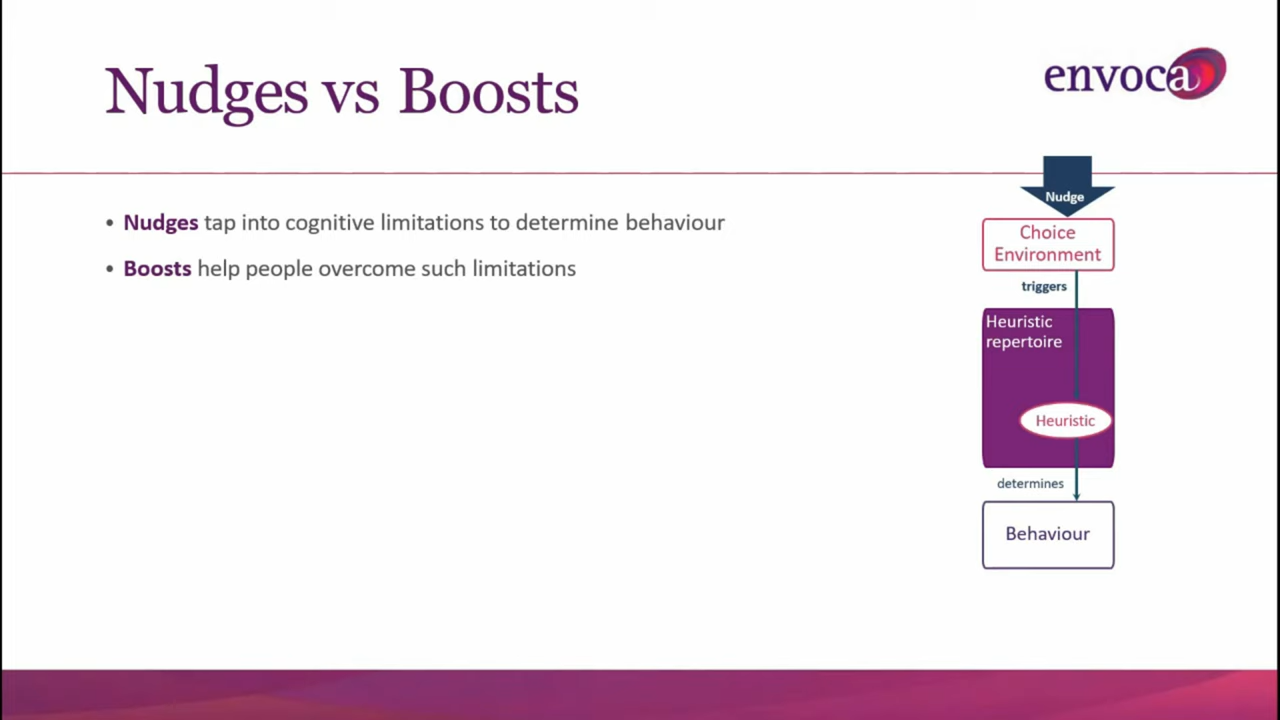 Nudges vs Boosts
envoca
• Nudges tap into cognitive limitations to determine behaviour
• Boosts help people overcome such limitations
Nudge
Choice
Environment
triggers
Heuristic
repertoire
Heuristic
determines
Behaviour